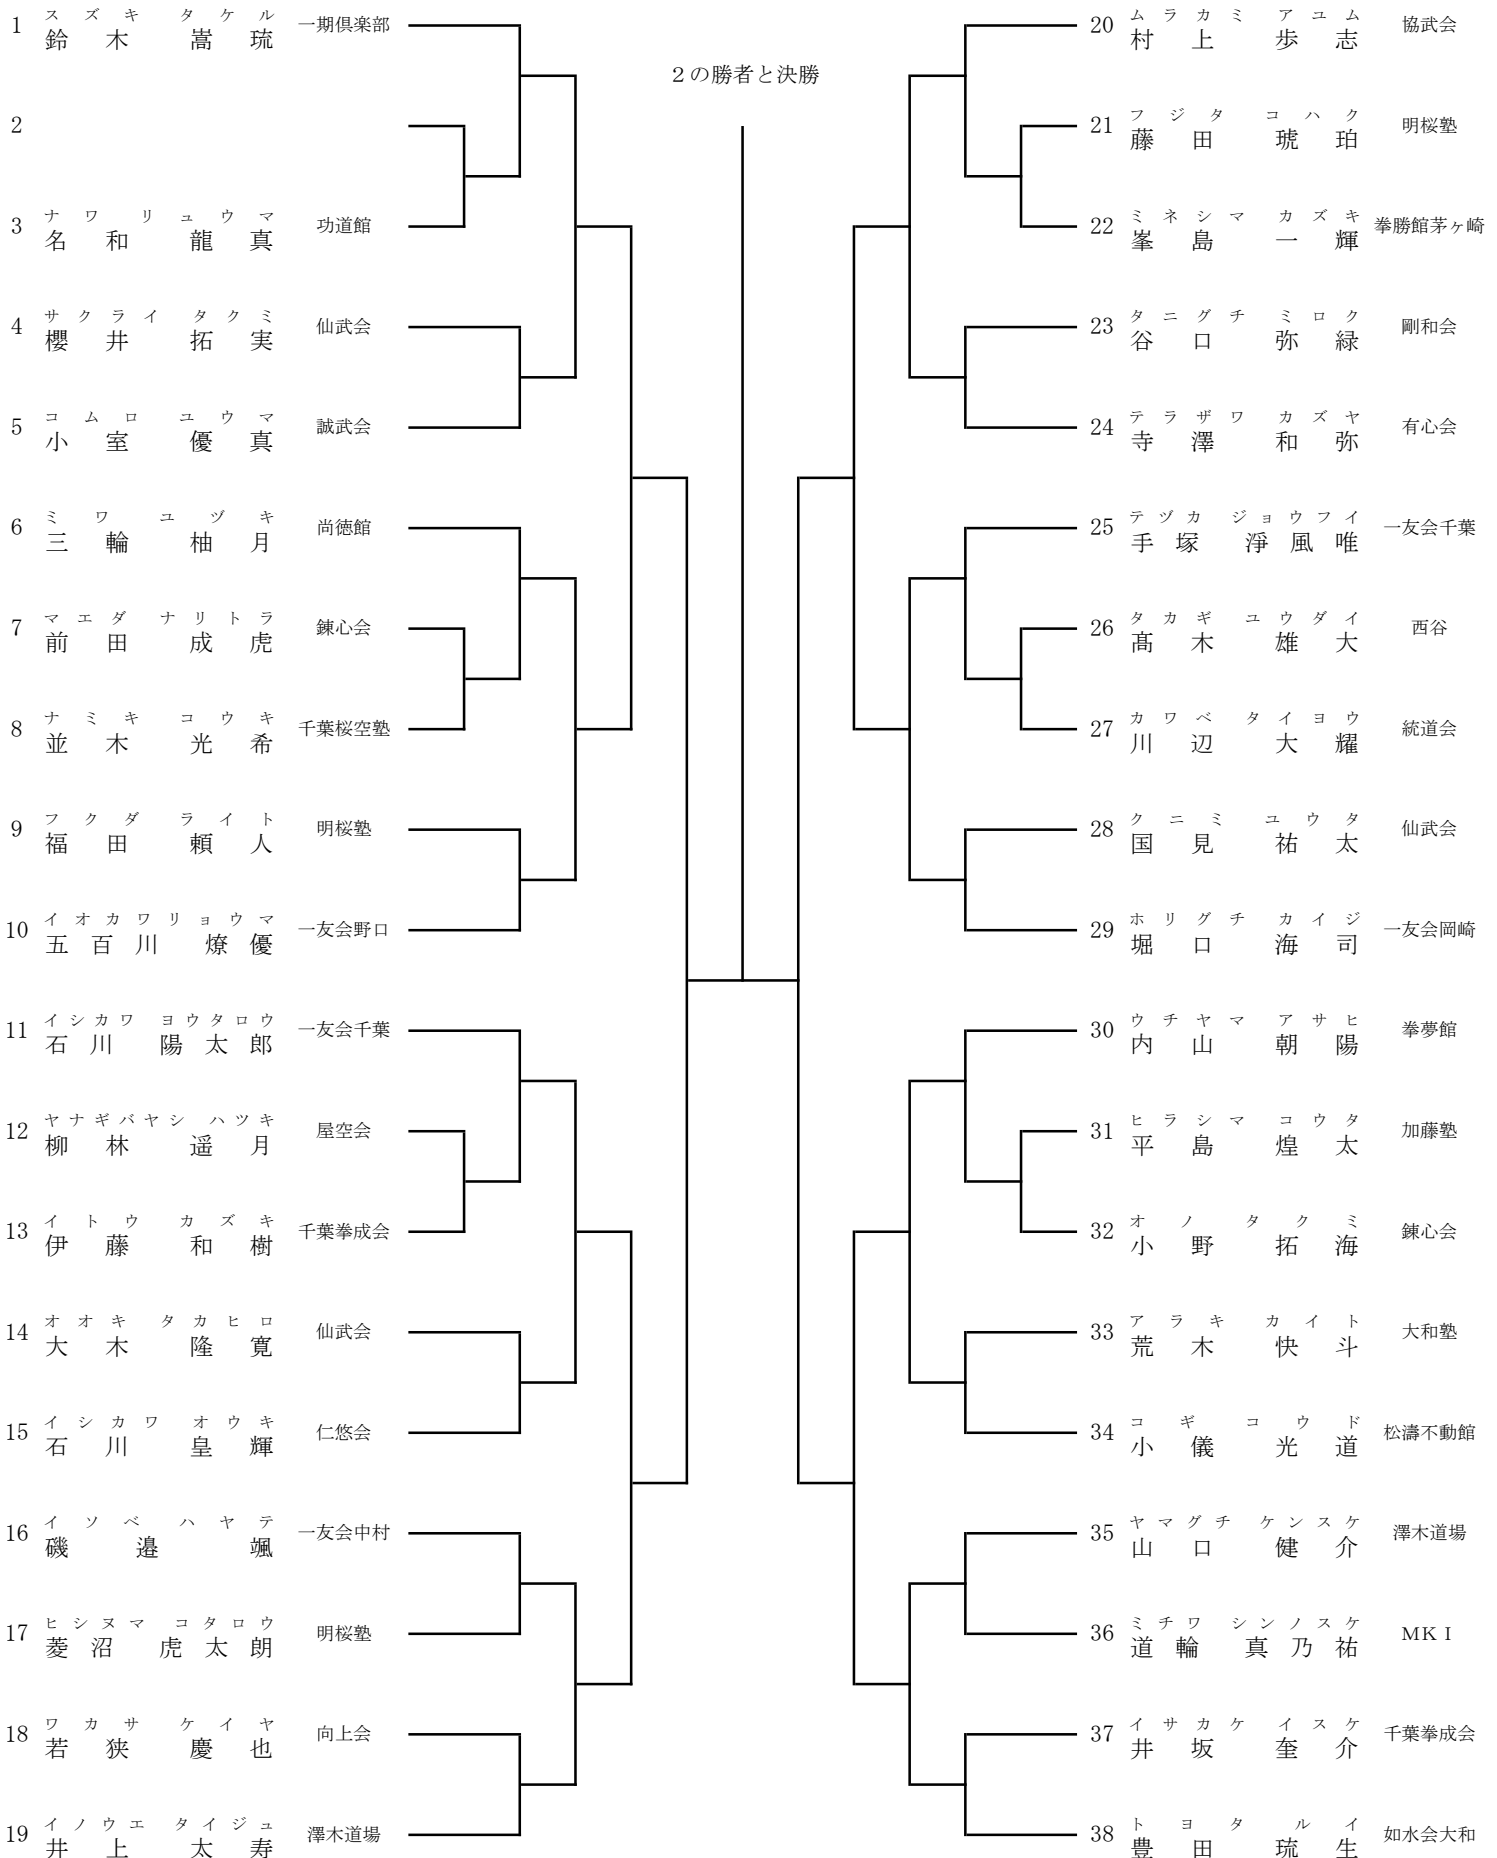 ２の勝者と決勝
スズキ タケル
1 鈴木 嵩琉 一期倶楽部
2
ナワ リュウマ
3 名和 龍真 功道館
サクライ タクミ
4 櫻井 拓実 仙武会
コムロ ユウマ
5 小室 優真 誠武会
ミワ ユヅキ
6 三輪 柚月 尚徳館
マエダ ナリトラ
7 前田 成虎 錬心会
ナミキ コウキ
8 並木 光希 千葉桜空塾
フクダ ライト
9 福田 頼人 明桜塾
イオカワリョウマ
10 五百川 燎優 一友会野口
イシカワ ヨウタロウ
11 石川 陽太郎 一友会千葉
ヤナギバヤシ ハツキ
12 柳林 遥月 屋空会
イトウ カズキ
13 伊藤 和樹 千葉拳成会
オオキ タカヒロ
14 大木 隆寛 仙武会
イシカワ オウキ
15 石川 皇輝 仁悠会
イソベ ハヤテ
16 磯邉 颯 一友会中村
ヒシヌマ コタロウ
17 菱沼 虎太朗 明桜塾
ワカサ ケイヤ
18 若狭 慶也 向上会
イノウエ タイジュ
19 井上 太寿 澤木道場
ムラカミ アユム
20 村上 歩志 協武会
フジタ コハク
21 藤田 琥珀 明桜塾
ミネシマ カズキ
22 峯島 一輝 拳勝館茅ヶ崎
タニグチ ミロク
23 谷口 弥緑 剛和会
テラザワ カズヤ
24 寺澤 和弥 有心会
テヅカ ジョウフイ
25 手塚 淨風唯 一友会千葉
タカギ ユウダイ
26 髙木 雄大 西谷
カワベ タイヨウ
27 川辺 大耀 統道会
クニミ ユウタ
28 国見 祐太 仙武会
ホリグチ カイジ
29 堀口 海司 一友会岡崎
ウチヤマ アサヒ
30 内山 朝陽 拳夢館
ヒラシマ コウタ
31 平島 煌太 加藤塾
オノ タクミ
32 小野 拓海 錬心会
アラキ カイト
33 荒木 快斗 大和塾
コギ コウド
34 小儀 光道 松濤不動館
ヤマグチ ケンスケ
35 山口 健介 澤木道場
ミチワ シンノスケ
36 道輪 真乃祐 MKI
イサカケイスケ
37 井坂 奎介 千葉拳成会
トヨタ ルイ
38 豊田 琉生 如水会大和